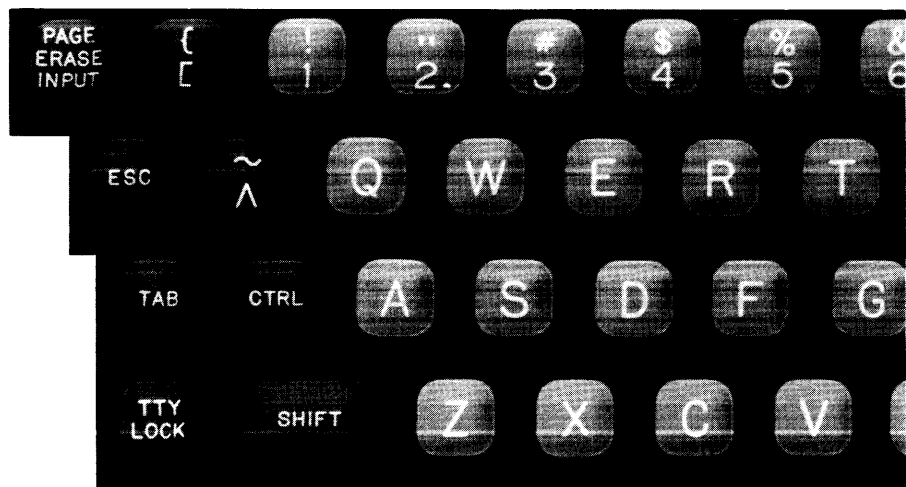 PAGE
ERASE
INPUT
{
[
!
1
"
2.
#
3
$
4
%
5
&
6
ESC
~
^
Q
W
E
R
T
TAB
CTRL
A
S
D
F
G
TTY
LOCK
SHIFT
Z
X
C
V